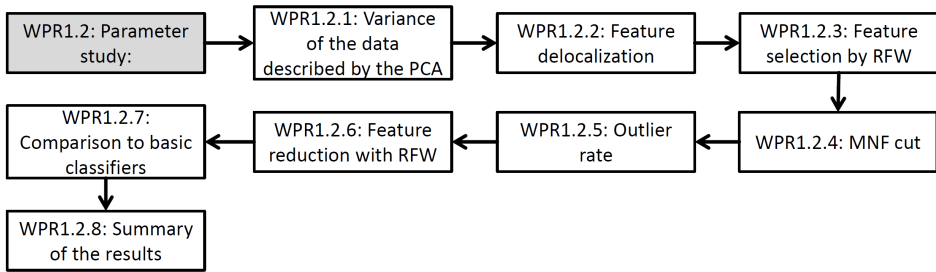 WPR1.2: Parameter
study:
WPR1.2.1: Variance
of the data
described by the PCA
WPR1.2.2: Feature
delocalization
WPR1.2.3: Feature
selection by RFW
WPR1.2.4: MNF cut
WPR1.2.5: Outlier
rate
WPR1.2.6: Feature
reduction with RFW
WPR1.2.7:
Comparison to basic
classifiers
WPR1.2.8: Summary
of the results